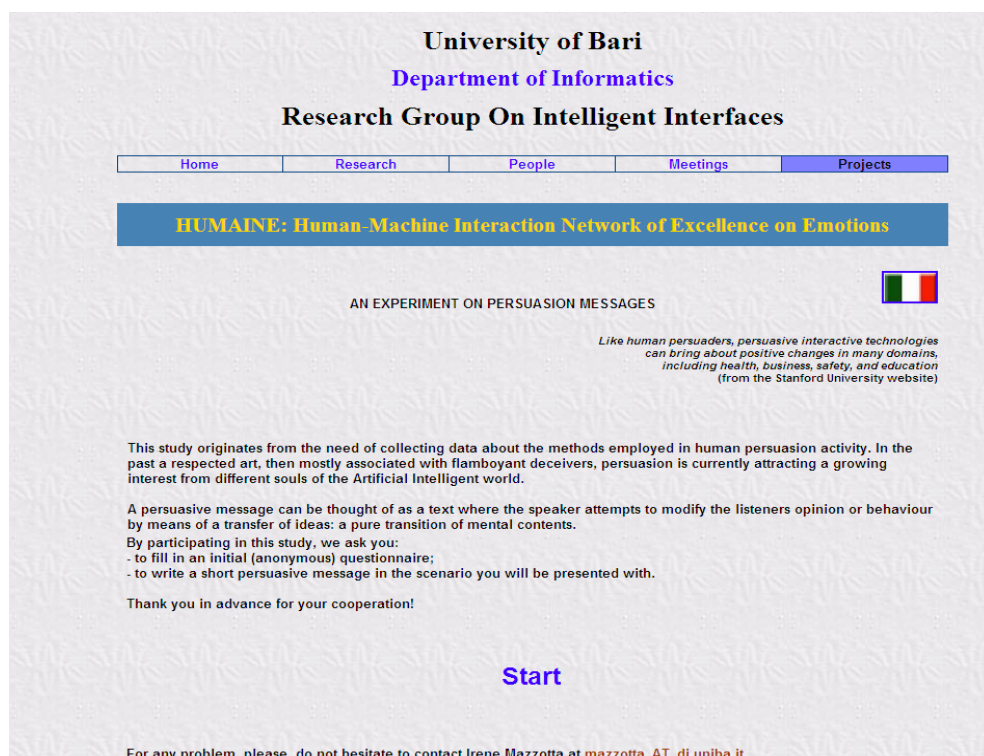 University of Bari
Department of Informatics
Research Group On Intelligent Interfaces
Home Research People Meetings Projects
HUMAINE: Human-Machine Interaction Network of Excellence on Emotions
AN EXPERIMENT ON PERSUASION MESSAGES
Like human persuaders, persuasive interactive technologies
can bring about positive changes in many domains,
including health, business, safety, and education
(from the Stanford University website)
This study originates from the need of collecting data about the methods employed in human persuasion activity. In the
past a respected art, then mostly associated with flamboyant deceivers, persuasion is currently attracting a growing
interest from different souls of the Artificial Intelligent world.
A persuasive message can be thought of as a text where the speaker attempts to modify the listeners opinion or behaviour
by means of a transfer of ideas: a pure transition of mental contents.
By participating in this study, we ask you:
- to fill in an initial (anonymous) questionnaire;
- to write a short persuasive message in the scenario you will be presented with.
Thank you in advance for your cooperation!
Start
For any problem, please, do not hesitate to contact Irene Mazzotta at mazzotta_AT_di.uniba.it